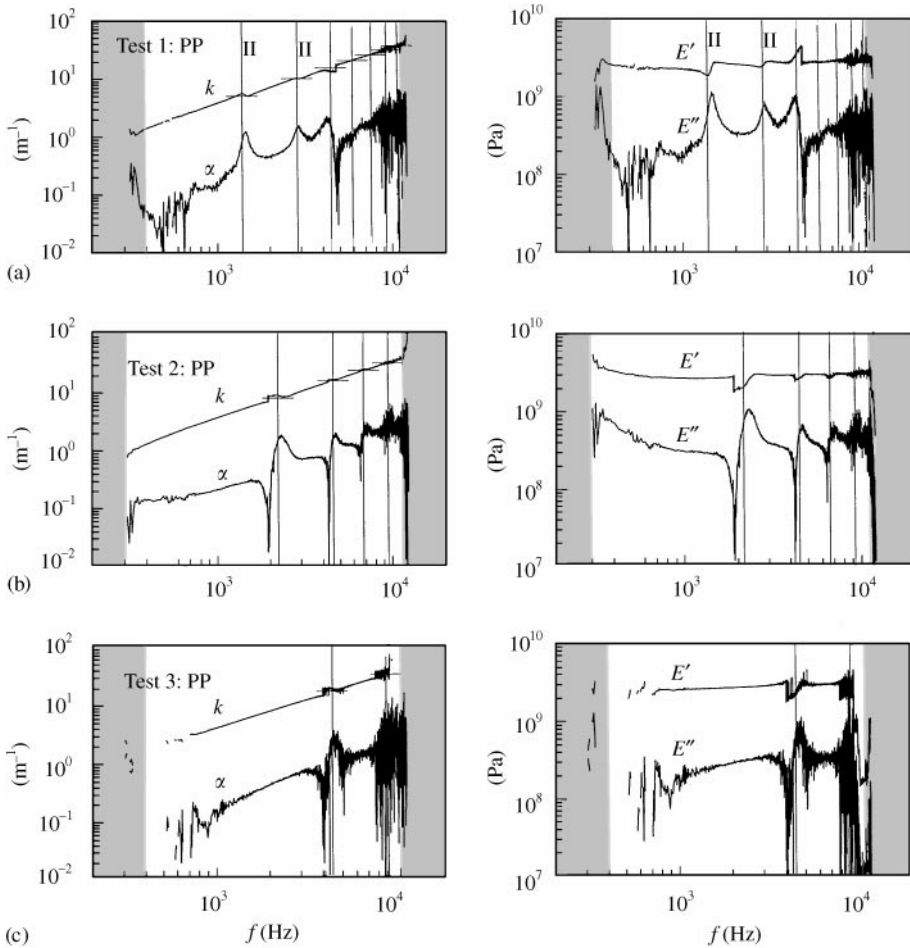 10² 10¹ 10⁰ 10⁻¹ 10⁻²
(m⁻¹)
Test 1: PP
II II
k
α
10³ 10⁴
(a)
10¹⁰ 10⁹ 10⁸ 10⁷
(Pa)
II II
E′
E″
10³ 10⁴
10² 10¹ 10⁰ 10⁻¹ 10⁻²
(m⁻¹)
Test 2: PP
k
α
10³ 10⁴
(b)
10¹⁰ 10⁹ 10⁸ 10⁷
(Pa)
E′
E″
10³ 10⁴
10² 10¹ 10⁰ 10⁻¹ 10⁻²
(m⁻¹)
Test 3: PP
k
α
10³ 10⁴
f (Hz)
(c)
10¹⁰ 10⁹ 10⁸ 10⁷
(Pa)
E′
E″
10³ 10⁴
f (Hz)